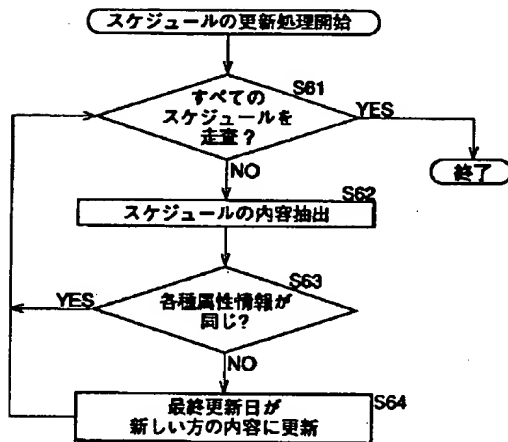 スケジュールの更新処理開始
S61
すべての
スケジュールを
走査?
YES
終了
NO
S62
スケジュールの内容抽出
S63
各種属性情報が
同じ?
YES
NO
S64
最終更新日が
新しい方の内容に更新